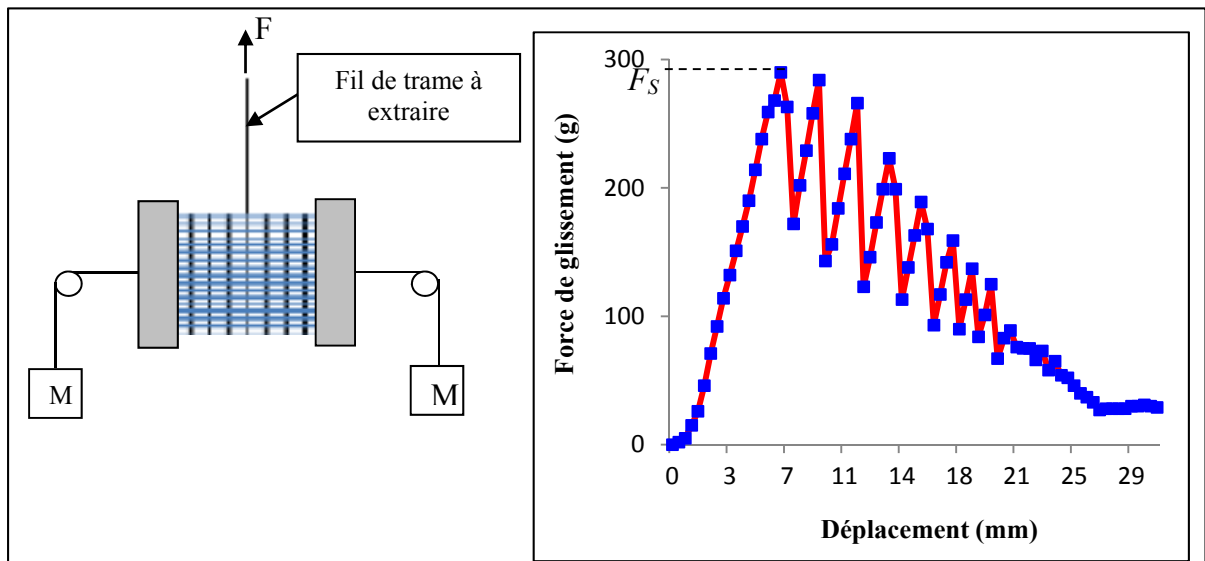 F
Fil de trame à
extraire
M
M
Force de glissement (g)
300
200
100
0
F_S
0 3 7 11 14 18 21 25 29
Déplacement (mm)